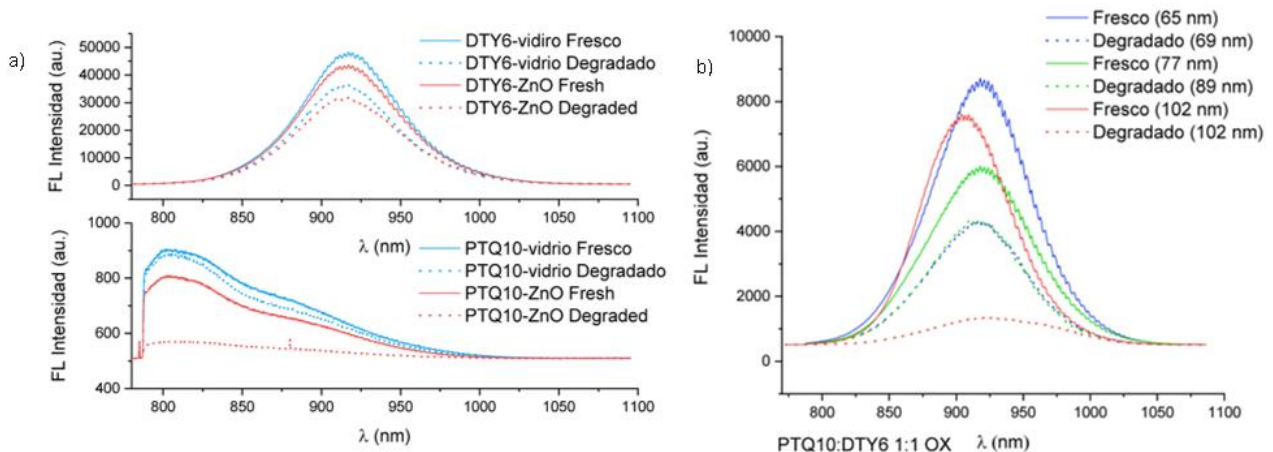 a)
FL Intensidad (au.)
50000
40000
30000
20000
10000
0
DTY6-vidiro Fresco
DTY6-vidrio Degradado
DTY6-ZnO Fresh
DTY6-ZnO Degraded
800 850 900 950 1000 1050 1100
λ (nm)
FL Intensidad (au.)
1000
800
600
400
PTQ10-vidrio Fresco
PTQ10-vidrio Degradado
PTQ10-ZnO Fresh
PTQ10-ZnO Degraded
800 850 900 950 1000 1050 1100
λ (nm)
b)
Fresco (65 nm)
Degradado (69 nm)
Fresco (77 nm)
Degradado (89 nm)
Fresco (102 nm)
Degradado (102 nm)
FL Intensidad (au.)
10000
8000
6000
4000
2000
0
800 850 900 950 1000 1050 1100
PTQ10:DTY6 1:1 OX λ (nm)